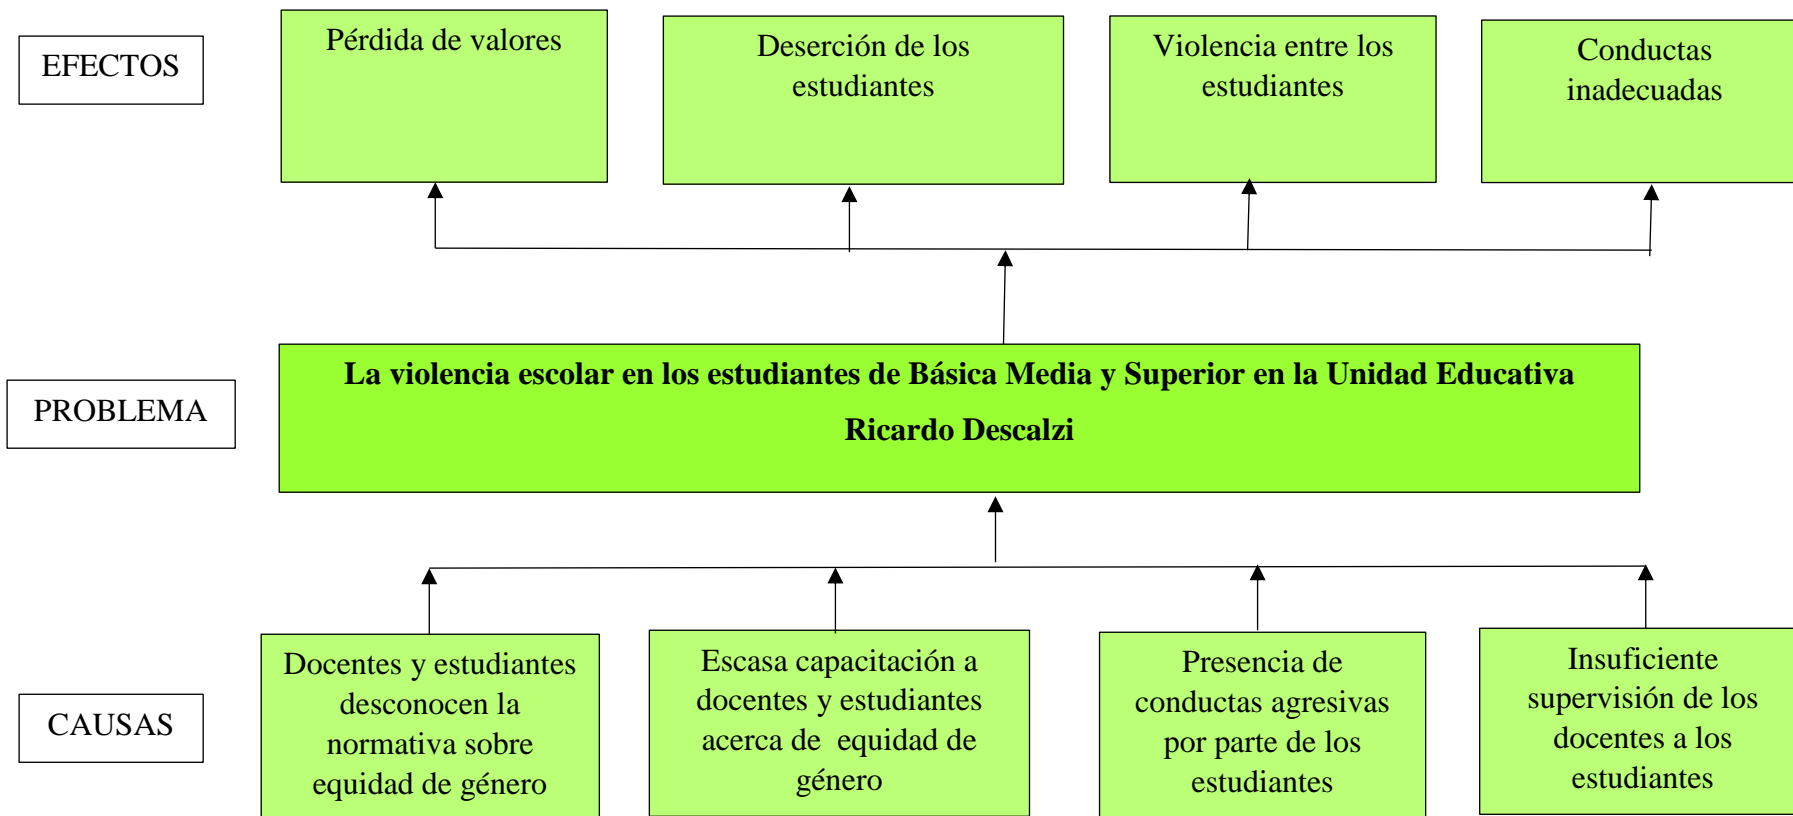 EFECTOS
Pérdida de valores
Deserción de los
estudiantes
Violencia entre los
estudiantes
Conductas
inadecuadas
PROBLEMA
La violencia escolar en los estudiantes de Básica Media y Superior en la Unidad Educativa
Ricardo Descalzi
CAUSAS
Docentes y estudiantes
desconocen la
normativa sobre
equidad de género
Escasa capacitación a
docentes y estudiantes
acerca de  equidad de
género
Presencia de
conductas agresivas
por parte de los
estudiantes
Insuficiente
supervisión de los
docentes a los
estudiantes